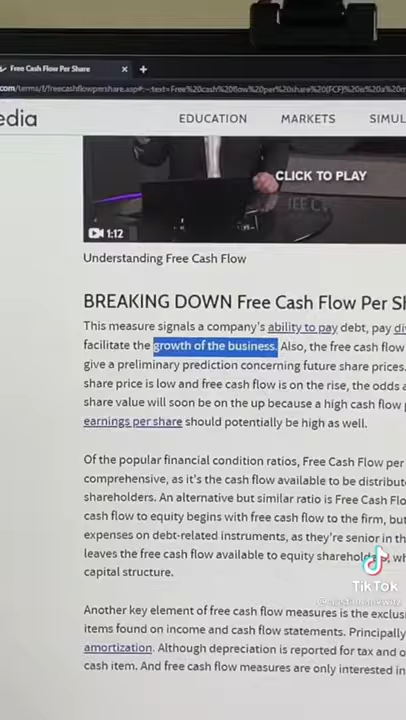 Free Cash Flow Per Share
.com/terms/f/freecashflowpershare.asp#:~:text=Free%20cash%20flow%20per%20share%20(FCF)%20is%20a%20m
edia
EDUCATION MARKETS SIMUL
CLICK TO PLAY
1:12
Understanding Free Cash Flow
BREAKING DOWN Free Cash Flow Per Sh
This measure signals a company's ability to pay debt, pay div
facilitate the growth of the business. Also, the free cash flow
give a preliminary prediction concerning future share prices.
share price is low and free cash flow is on the rise, the odds a
share value will soon be on the up because a high cash flow p
earnings per share should potentially be high as well.
Of the popular financial condition ratios, Free Cash Flow per
comprehensive, as it's the cash flow available to be distribut
shareholders. An alternative but similar ratio is Free Cash Flo
cash flow to equity begins with free cash flow to the firm, but
expenses on debt-related instruments, as they're senior in th
leaves the free cash flow available to equity shareholde
capital structure.
TikTok
Another key element of free cash flow measures is the exclus
items found on income and cash flow statements. Principally
amortization. Although depreciation is reported for tax and o
cash item. And free cash flow measures are only interested in